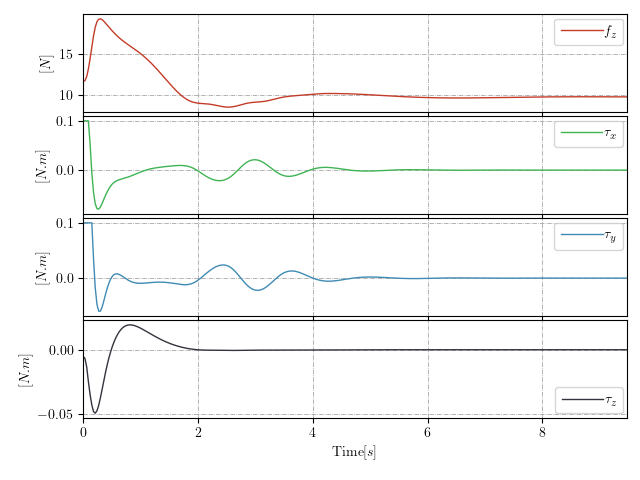 15
10
[N]
f_z
0.1
0.0
[N.m]
τ_x
0.1
0.0
[N.m]
τ_y
0.00
−0.05
[N.m]
τ_z
0 2 4 6 8
Time[s]